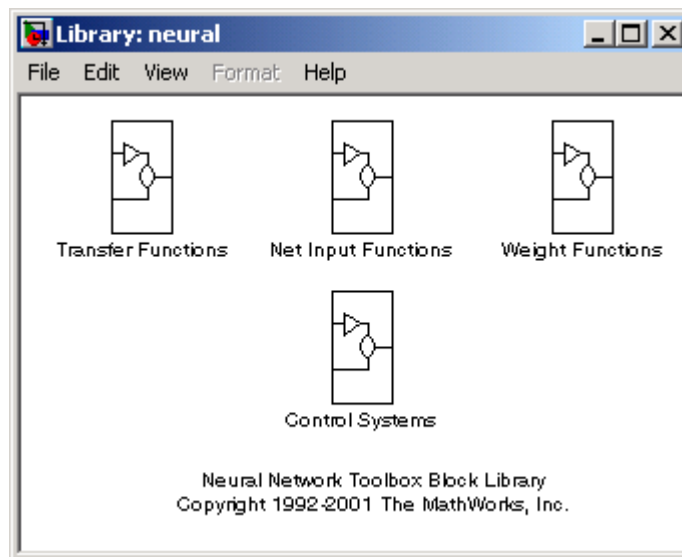 Library: neural
File Edit View Format Help
Transfer Functions Net Input Functions Weight Functions
Control Systems
Neural Network Toolbox Block Library
Copyright 1992-2001 The MathWorks, Inc.